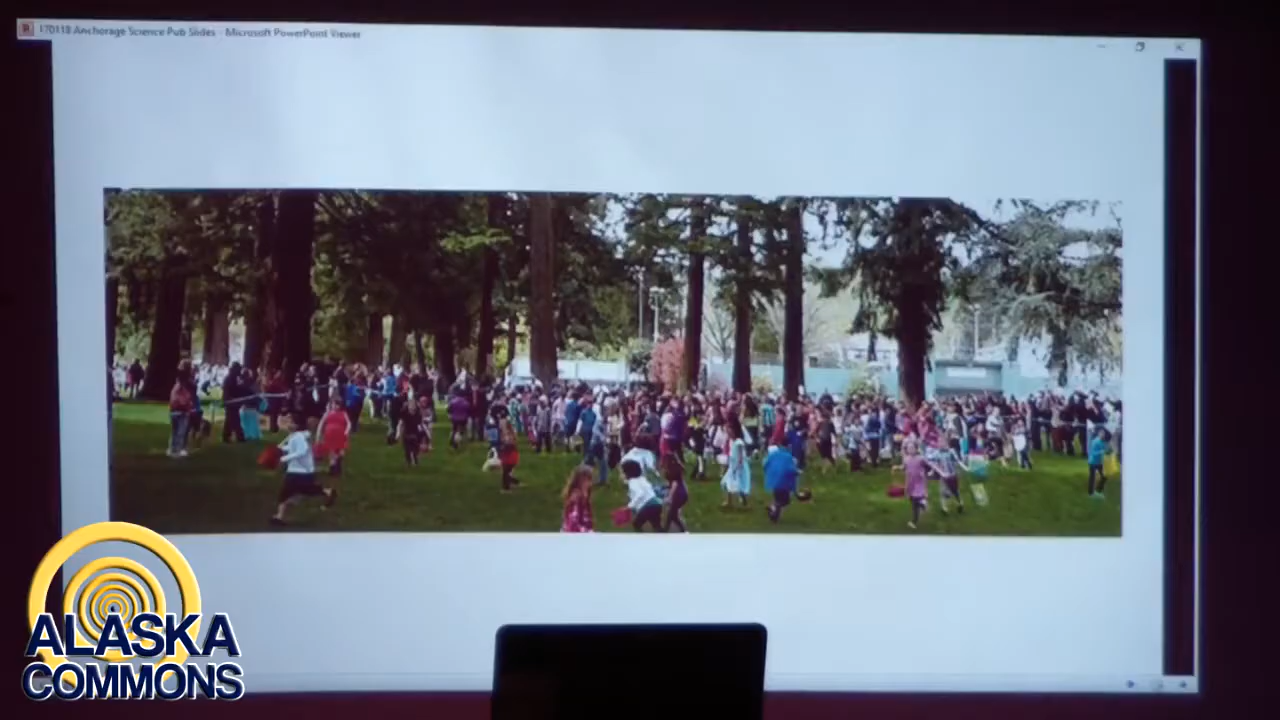 170118 Anchorage Science Pub Slides - Microsoft PowerPoint Viewer
ALASKA
COMMONS